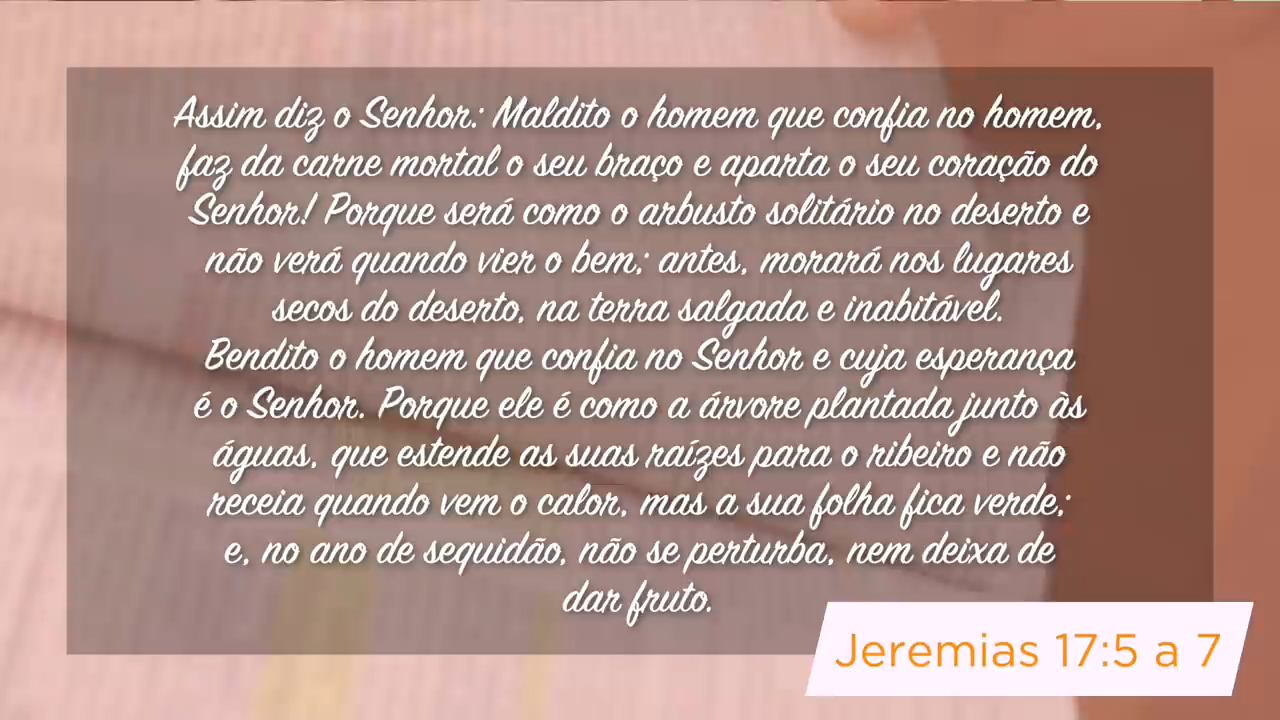 Assim diz o Senhor: Maldito o homem que confia no homem,
faz da carne mortal o seu braço e aparta o seu coração do
Senhor! Porque será como o arbusto solitário no deserto e
não verá quando vier o bem; antes, morará nos lugares
secos do deserto, na terra salgada e inabitável.
Bendito o homem que confia no Senhor e cuja esperança
é o Senhor. Porque ele é como a árvore plantada junto às
águas, que estende as suas raízes para o ribeiro e não
receia quando vem o calor, mas a sua folha fica verde;
e, no ano de sequidão, não se perturba, nem deixa de
dar fruto.
Jeremias 17:5 a 7